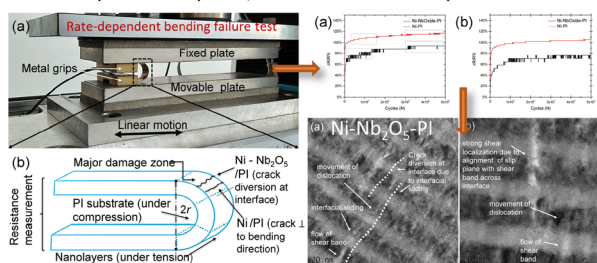 (a)
Rate-dependent bending failure test
Fixed plate
Metal grips
Movable plate
Linear motion
(b)
Major damage zone
Ni - Nb₂O₅
/PI (crack
diversion at
interface)
PI substrate (under
compression)
2r
Ni /PI (crack ⊥
to bending
direction)
Nanolayers (under tension)
Resistance
measurement
(a)
Ni-NbOxide-PI
Ni-PI
Cycles (N)
(b)
Ni-NbOxide-PI
Ni-PI
Cycles (N)
(a)
Ni-Nb₂O₅-PI
Crack
diversion at
interface due
to interfacial
sliding
movement of
dislocation
interfacial sliding
flow of
shear band
20 nm
strong shear
localization due to
alignment of slip
plane with shear
band across
interface
movement of
dislocation
flow of
shear band